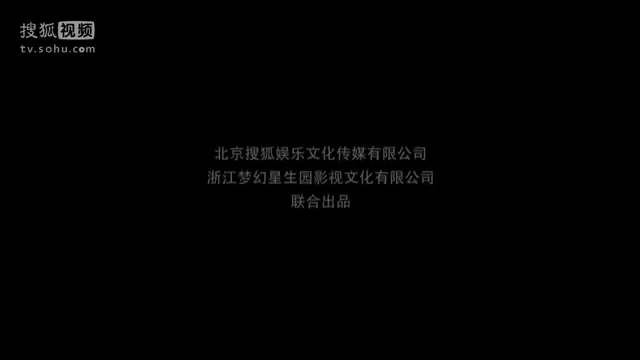 搜狐视频
tv.sohu.com
北京搜狐娱乐文化传媒有限公司
浙江梦幻星生园影视文化有限公司
联合出品